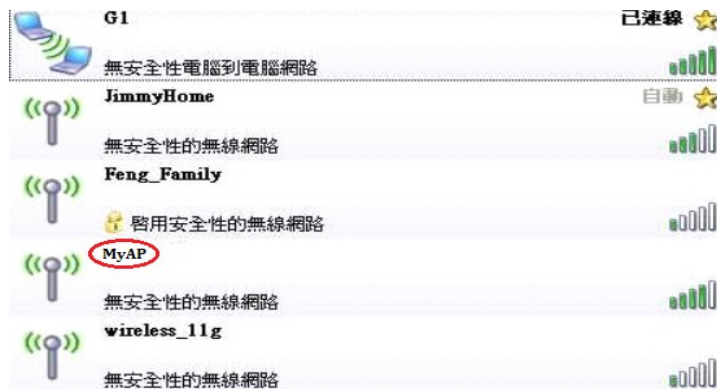 G1 已連線
無安全性電腦到電腦網路
JimmyHome 自動
無安全性的無線網路
Feng_Family
啓用安全性的無線網路
MyAP
無安全性的無線網路
wireless_11g
無安全性的無線網路